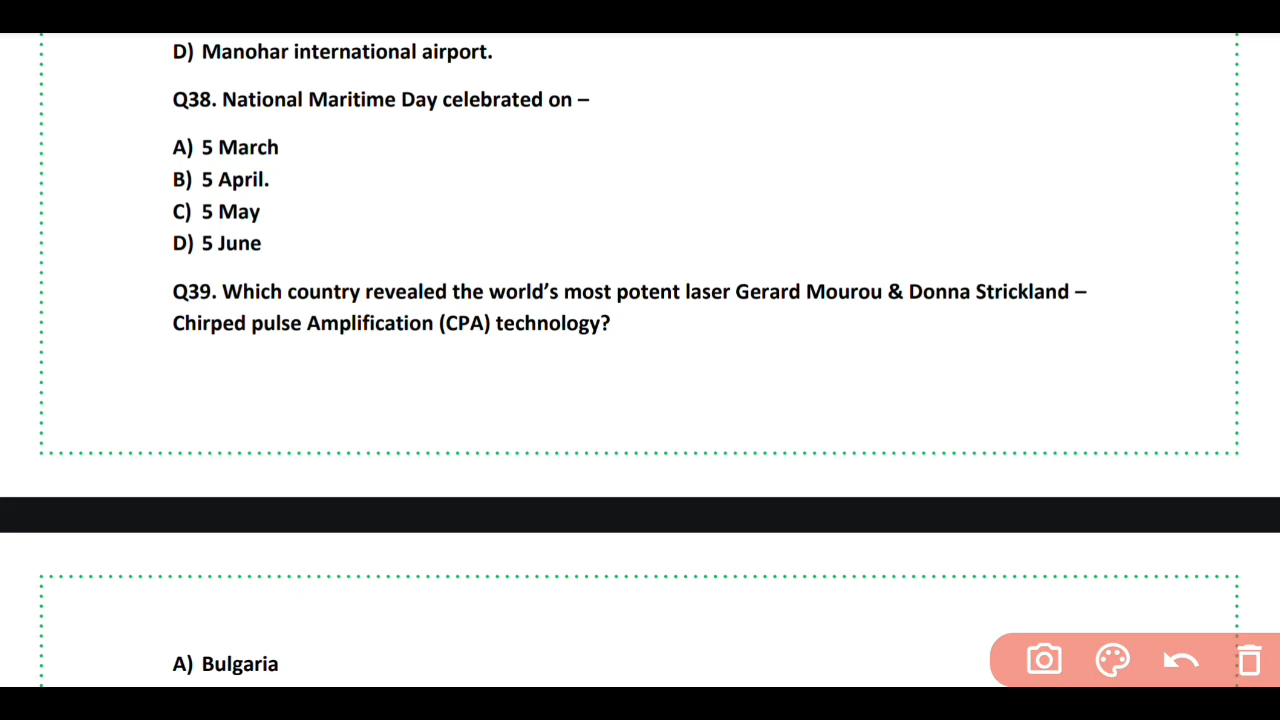 D) Manohar international airport.
Q38. National Maritime Day celebrated on –
A) 5 March
B) 5 April.
C) 5 May
D) 5 June
Q39. Which country revealed the world’s most potent laser Gerard Mourou & Donna Strickland –
Chirped pulse Amplification (CPA) technology?
A) Bulgaria